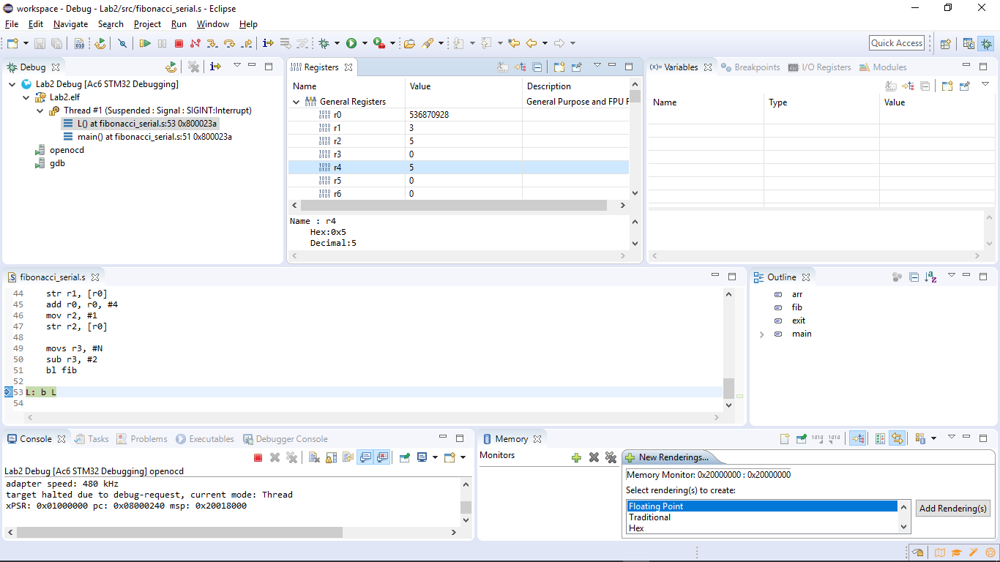 workspace - Debug - Lab2/src/fibonacci_serial.s - Eclipse
File Edit Navigate Search Project Run Window Help
Quick Access
Debug
Lab2 Debug [Ac6 STM32 Debugging]
Lab2.elf
Thread #1 (Suspended : Signal : SIGINT:Interrupt)
L() at fibonacci_serial.s:53 0x800023a
main() at fibonacci_serial.s:51 0x800023a
openocd
gdb
Registers
Name Value Description
General Registers General Purpose and FPU F
r0 536870928
r1 3
r2 5
r3 0
r4 5
r5 0
r6 0
Name : r4
Hex:0x5
Decimal:5
(x)= Variables Breakpoints I/O Registers Modules
Name Type Value
fibonacci_serial.s
44 str r1, [r0]
45 add r0, r0, #4
46 mov r2, #1
47 str r2, [r0]
48
49 movs r3, #N
50 sub r3, #2
51 bl fib
52
53 L: b L
54
Outline
arr
fib
exit
main
Console Tasks Problems Executables Debugger Console
Lab2 Debug [Ac6 STM32 Debugging] openocd
adapter speed: 480 kHz
target halted due to debug-request, current mode: Thread
xPSR: 0x01000000 pc: 0x08000240 msp: 0x20018000
Memory
Monitors
New Renderings...
Memory Monitor: 0x20000000 : 0x20000000
Select rendering(s) to create:
Floating Point
Traditional
Hex
Add Rendering(s)